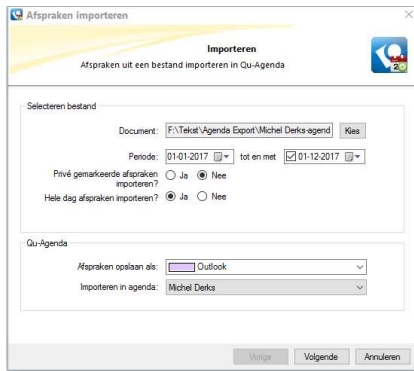 Afspraken importeren
Importeren
Afspraken uit een bestand importeren in Qu-Agenda
Selecteren bestand
Document: F:\Tekst\Agenda Export\Michel Derks-agend Kies
Periode: 01-01-2017 tot en met 01-12-2017
Privé gemarkeerde afspraken importeren? Ja Nee
Hele dag afspraken importeren? Ja Nee
Qu-Agenda
Afspraken opslaan als: Outlook
Importeren in agenda: Michel Derks
Vorige Volgende Annuleren